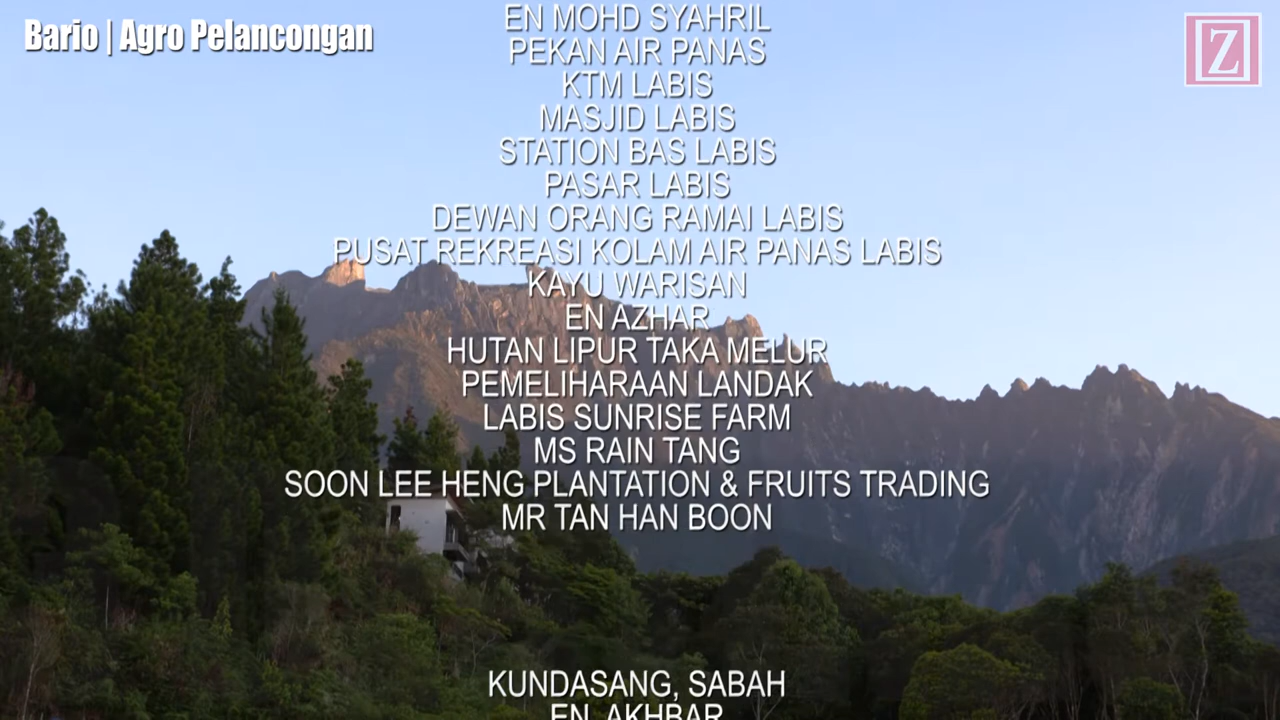 Bario | Agro Pelancongan
Z
EN MOHD SYAHRIL
PEKAN AIR PANAS
KTM LABIS
MASJID LABIS
STATION BAS LABIS
PASAR LABIS
DEWAN ORANG RAMAI LABIS
PUSAT REKREASI KOLAM AIR PANAS LABIS
KAYU WARISAN
EN AZHAR
HUTAN LIPUR TAKA MELUR
PEMELIHARAAN LANDAK
LABIS SUNRISE FARM
MS RAIN TANG
SOON LEE HENG PLANTATION & FRUITS TRADING
MR TAN HAN BOON
KUNDASANG, SABAH
EN. AKHBAR